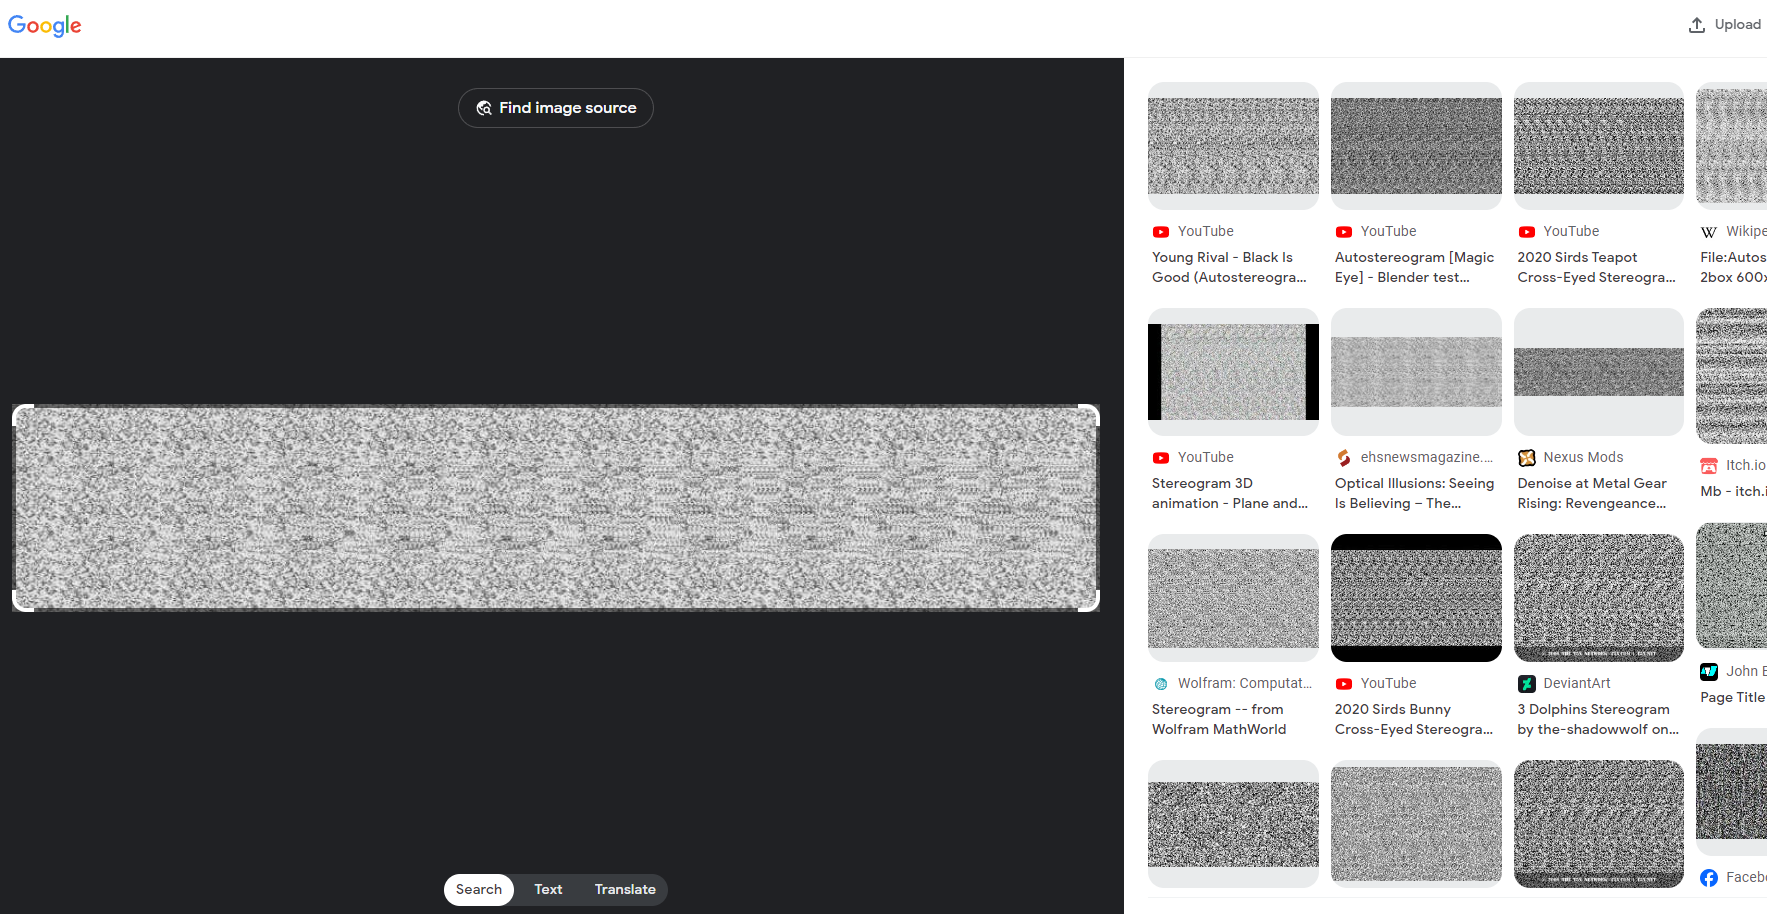 Google
Upload
Find image source
YouTube
Young Rival - Black Is
Good (Autostereogra...
YouTube
Autostereogram [Magic
Eye] - Blender test...
YouTube
2020 Sirds Teapot
Cross-Eyed Stereogra...
Wikipe
File:Autos
2box 600x
YouTube
Stereogram 3D
animation - Plane and...
ehsnewsmagazine....
Optical Illusions: Seeing
Is Believing – The...
Nexus Mods
Denoise at Metal Gear
Rising: Revengeance...
Itch.io
Mb - itch.i
Wolfram: Computat...
Stereogram -- from
Wolfram MathWorld
YouTube
2020 Sirds Bunny
Cross-Eyed Stereogra...
DeviantArt
3 Dolphins Stereogram
by the-shadowwolf on...
John E
Page Title
Facebo
Search
Text
Translate